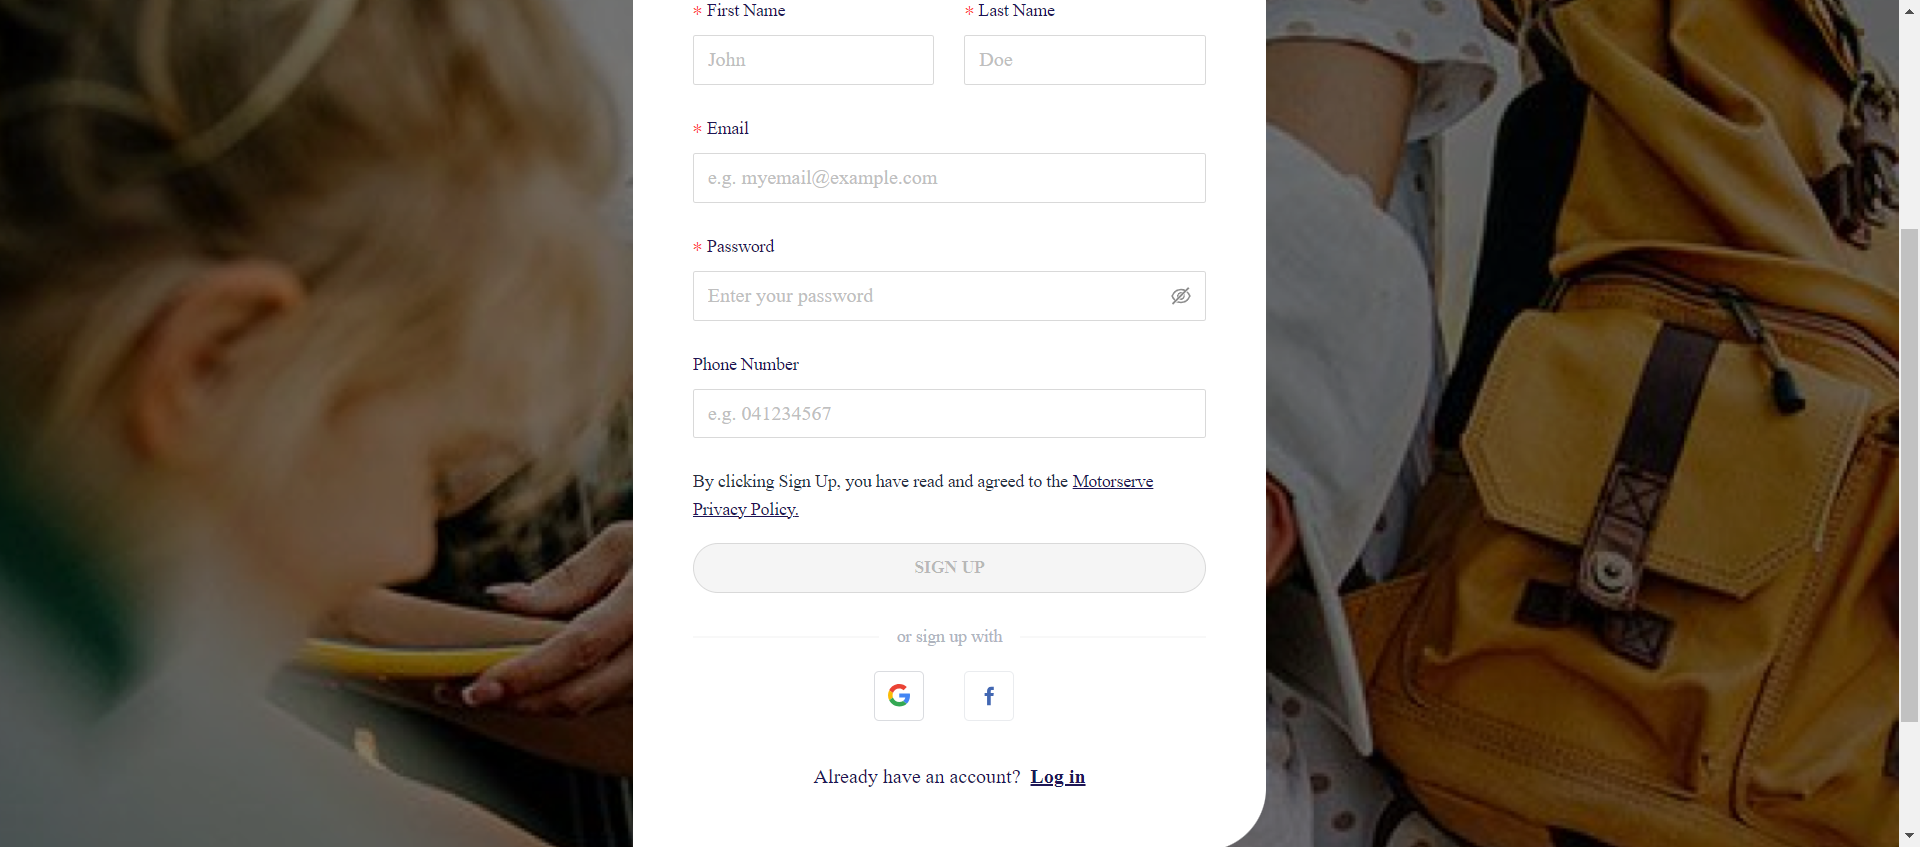 * First Name
* Last Name
John
Doe
* Email
e.g. myemail@example.com
* Password
Enter your password
Phone Number
e.g. 041234567
By clicking Sign Up, you have read and agreed to the Motorserve
Privacy Policy.
SIGN UP
or sign up with
Already have an account? Log in